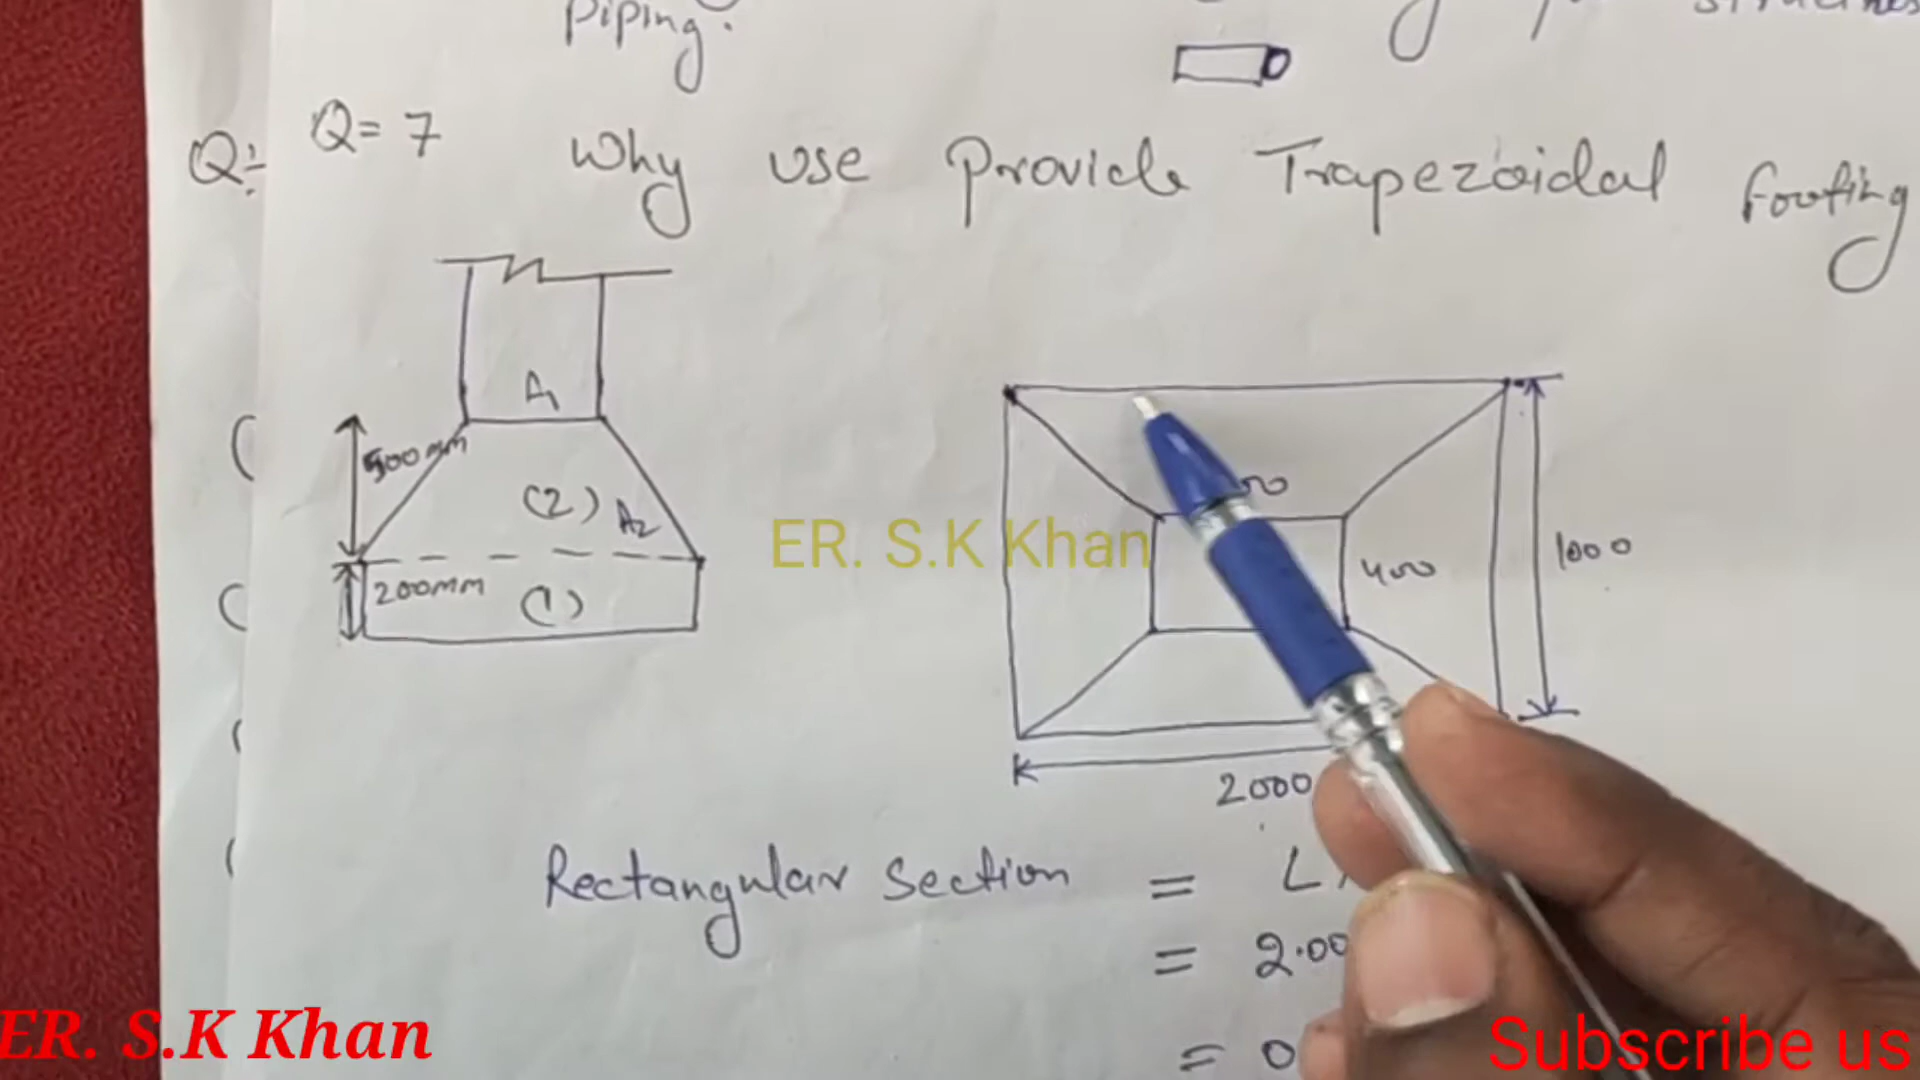 piping.
Q÷ Q= 7 Why use Provide Trapezoidal footing
A1
500mm
(2) A2
200mm (1)
400
1000
2000
ER. S.K Khan
Rectangular Section = L
= 2.00
= 0
ER. S.K Khan
Subscribe us